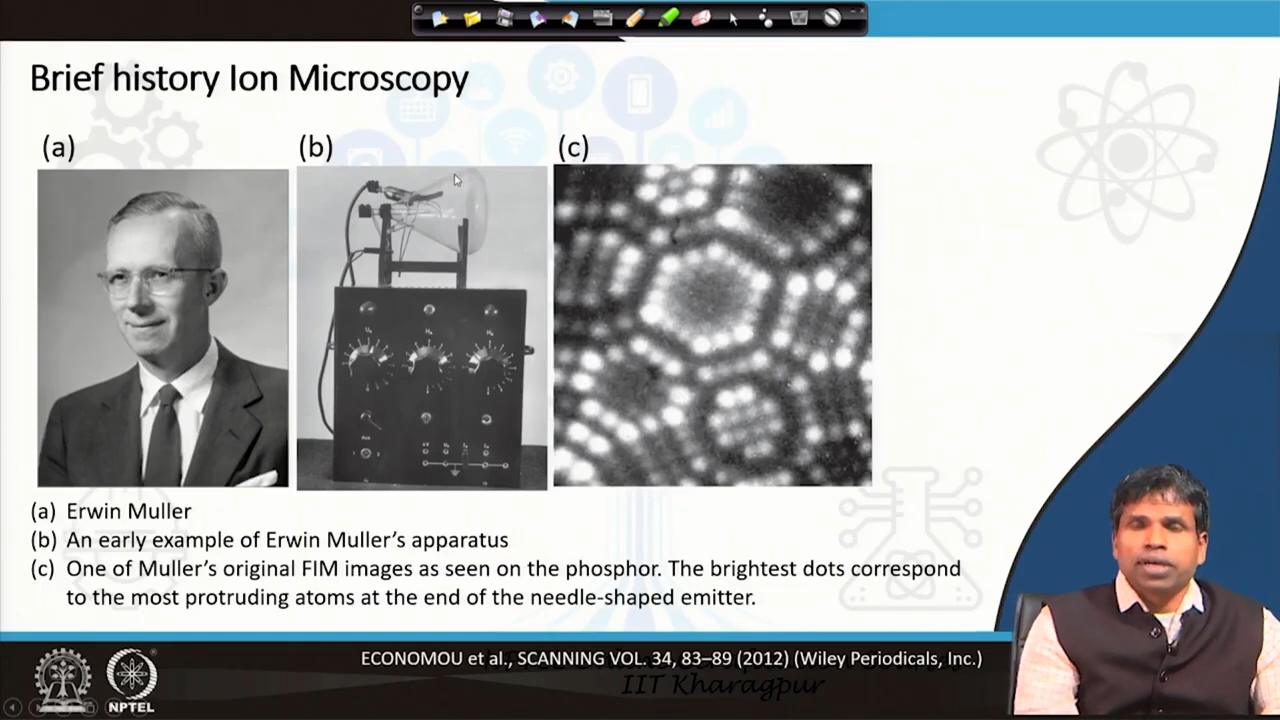 Brief history Ion Microscopy
(a)
(b)
(c)
(a) Erwin Muller
(b) An early example of Erwin Muller's apparatus
(c) One of Muller's original FIM images as seen on the phosphor. The brightest dots correspond
to the most protruding atoms at the end of the needle-shaped emitter.
ECONOMOU et al., SCANNING VOL. 34, 83–89 (2012) (Wiley Periodicals, Inc.)
IIT Kharagpur
NPTEL